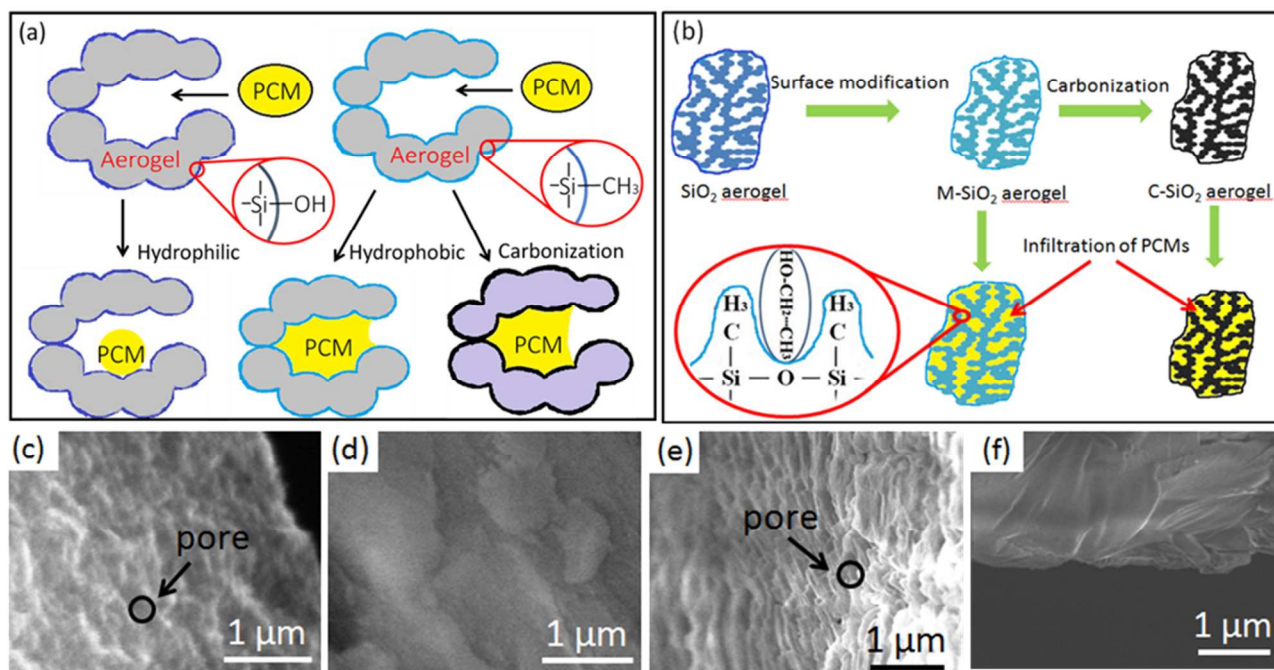 (a)
PCM
PCM
Aerogel
Aerogel
Si
OH
Si
CH3
Hydrophilic
Hydrophobic
Carbonization
PCM
PCM
PCM
(b)
Surface modification
Carbonization
SiO2 aerogel
M-SiO2 aerogel
C-SiO2 aerogel
Infiltration of PCMs
H3
HO-CH2···CH3
H3
C
C
Si
O
Si
(c)
pore
1 μm
(d)
1 μm
(e)
pore
1 μm
(f)
1 μm